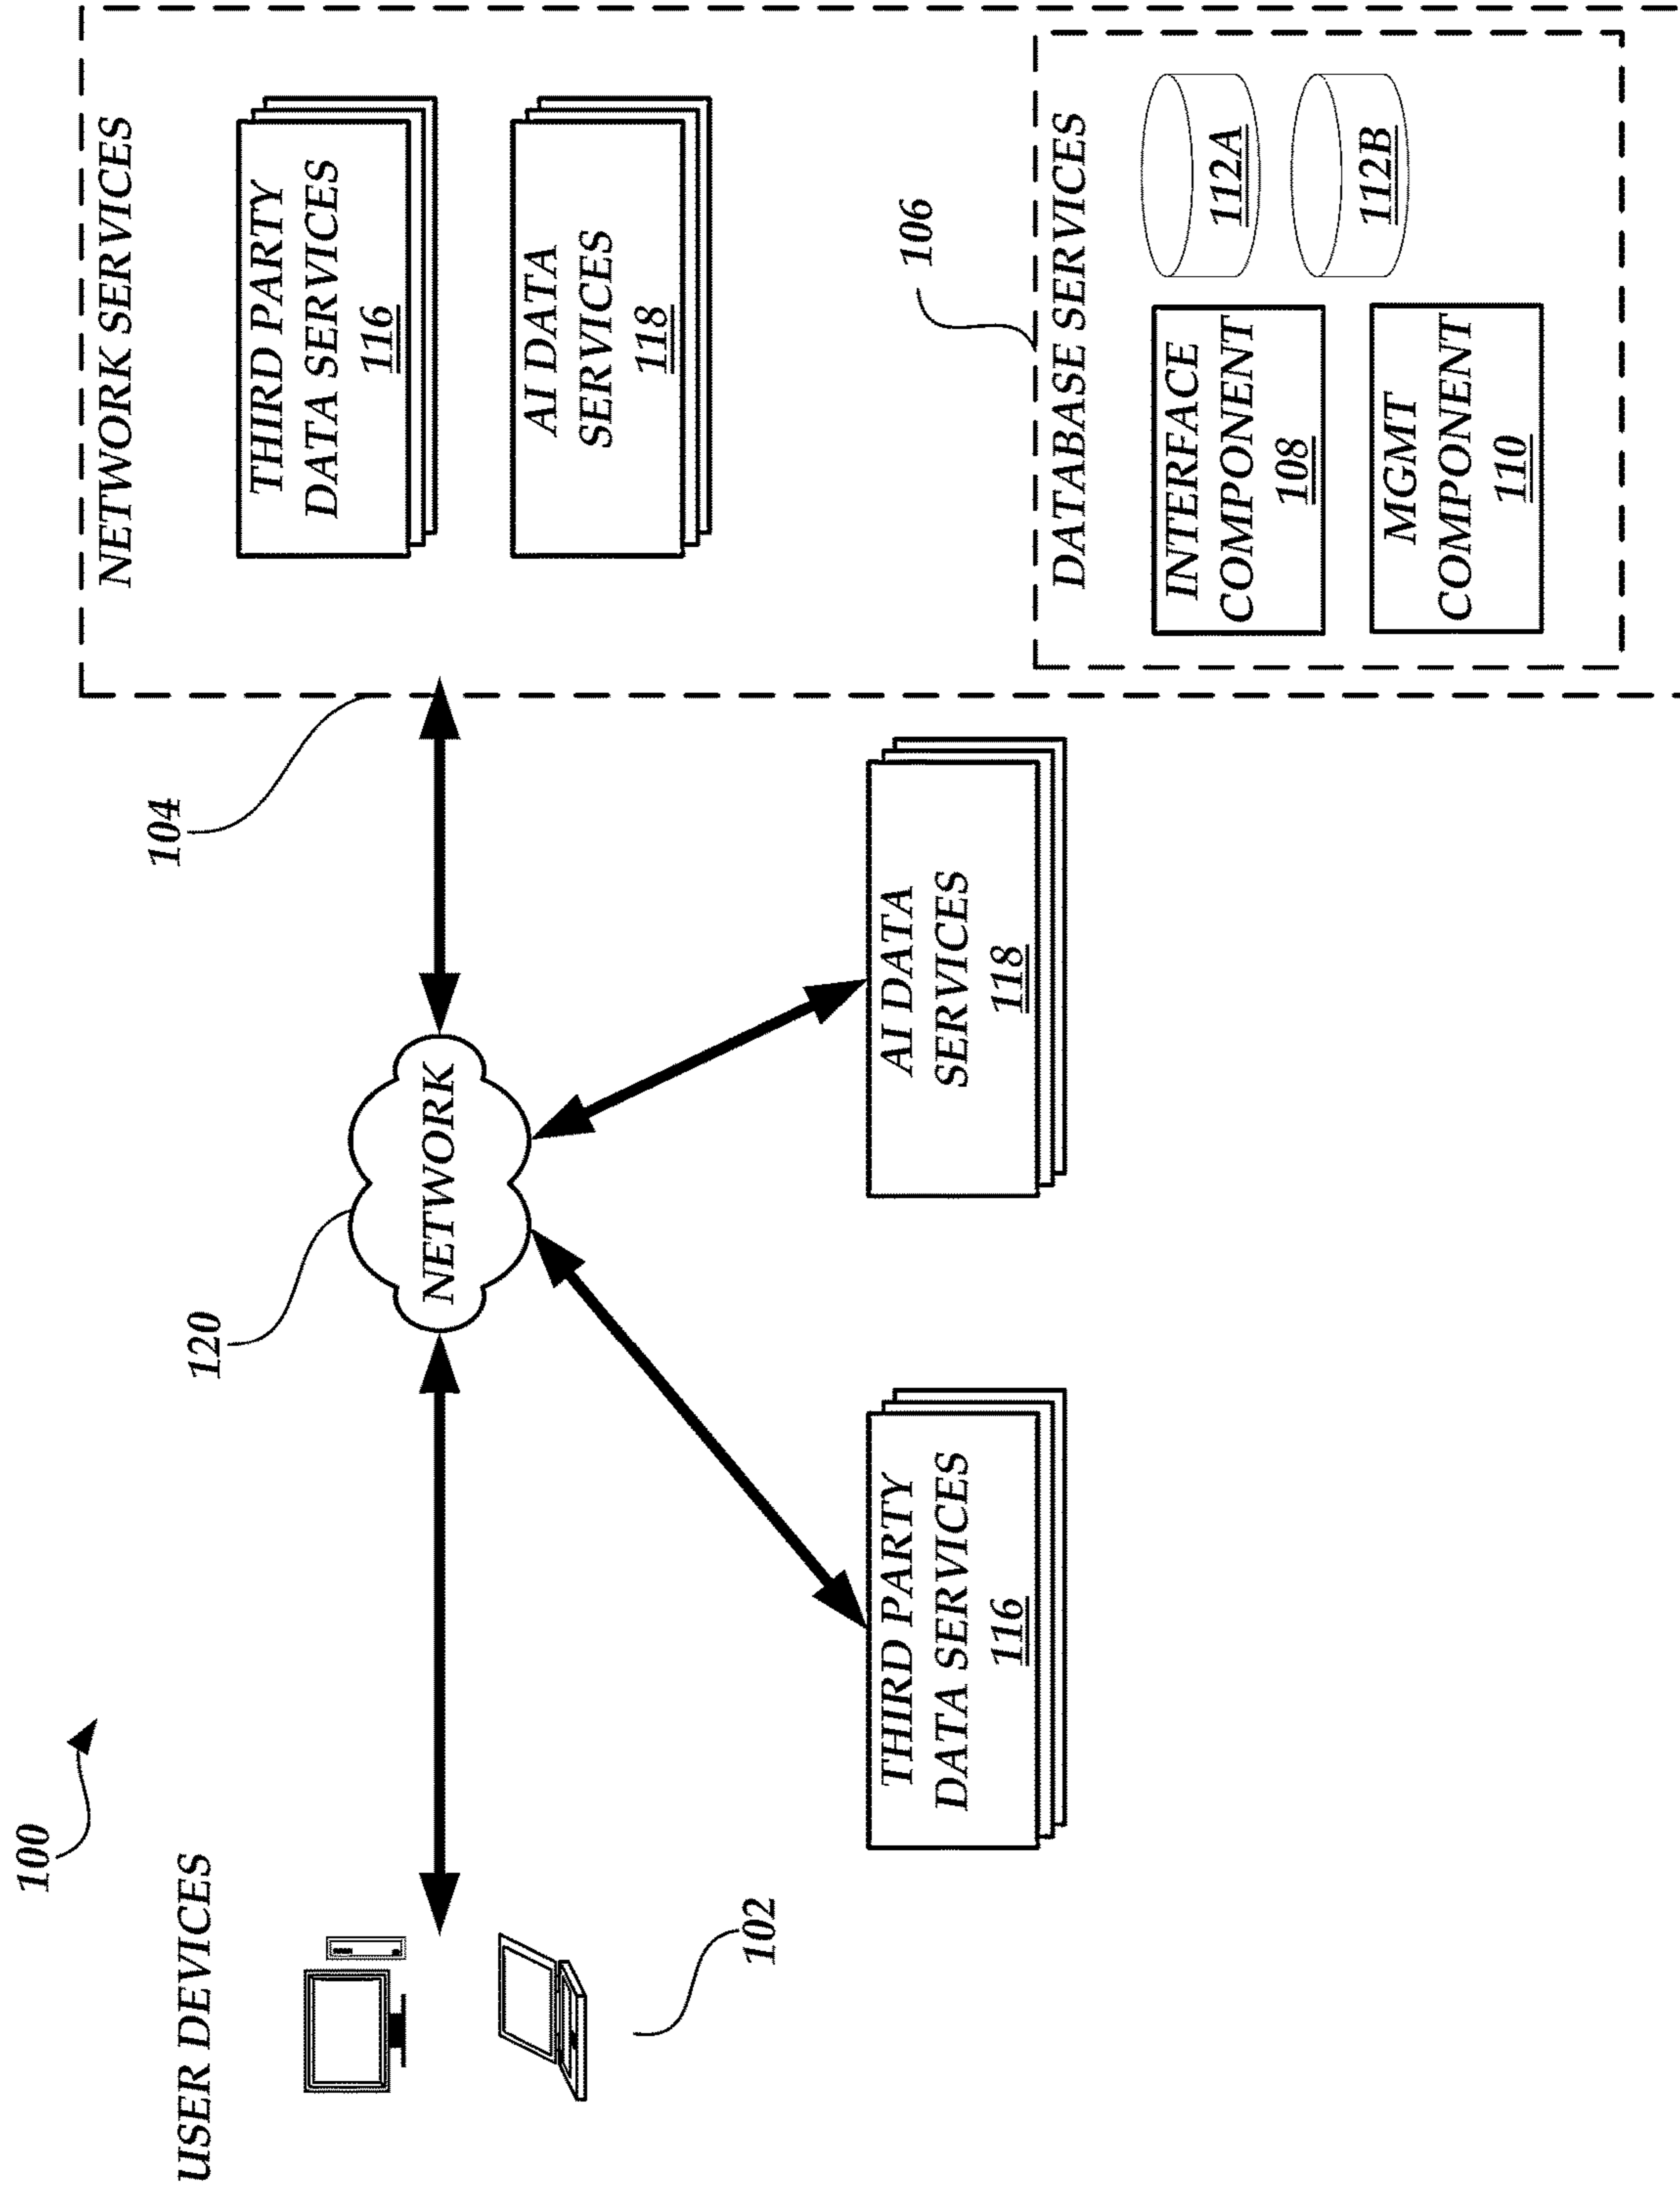 100
USER DEVICES
102
120
NETWORK
104
THIRD PARTY
DATA SERVICES
116
AI DATA
SERVICES
118
NETWORK SERVICES
THIRD PARTY
DATA SERVICES
116
AI DATA
SERVICES
118
106
DATABASE SERVICES
INTERFACE
COMPONENT
108
112A
MGMT
COMPONENT
110
112B